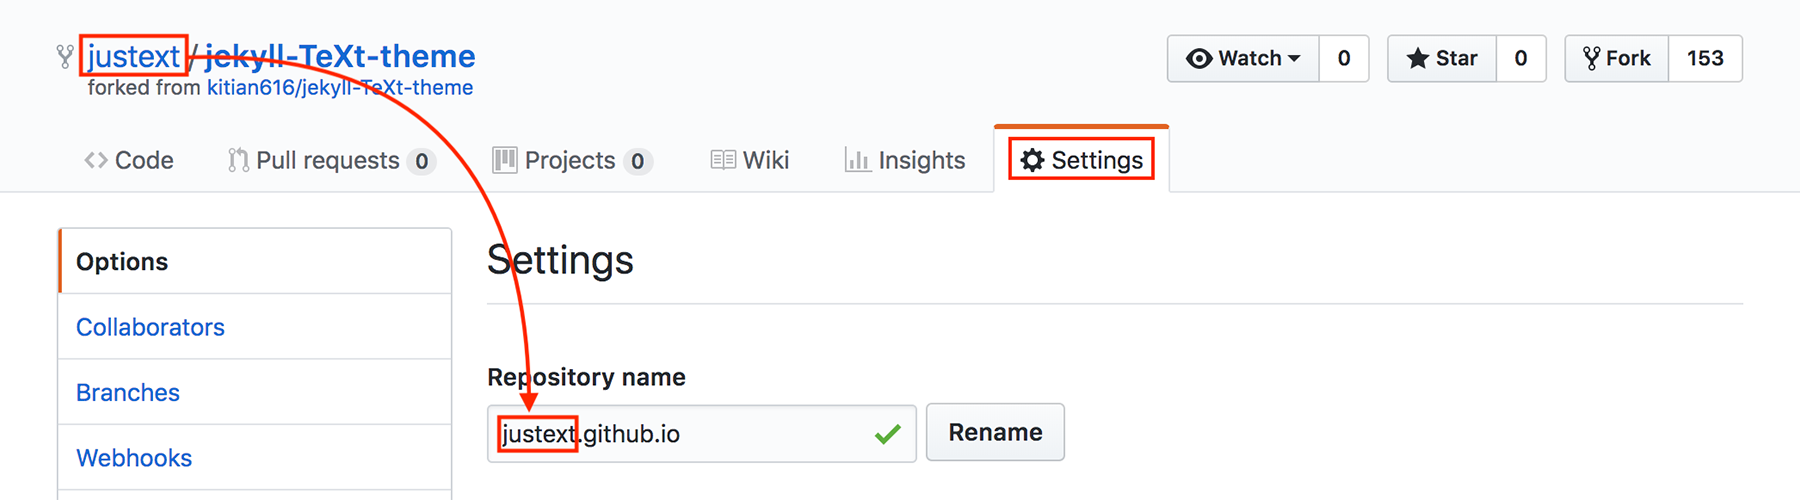 justext / jekyll-TeXt-theme
Watch 0 Star 0 Fork 153
forked from kitian616/jekyll-TeXt-theme
<> Code Pull requests 0 Projects 0 Wiki Insights Settings
Options
Collaborators
Branches
Webhooks
Settings
Repository name
justext.github.io
Rename